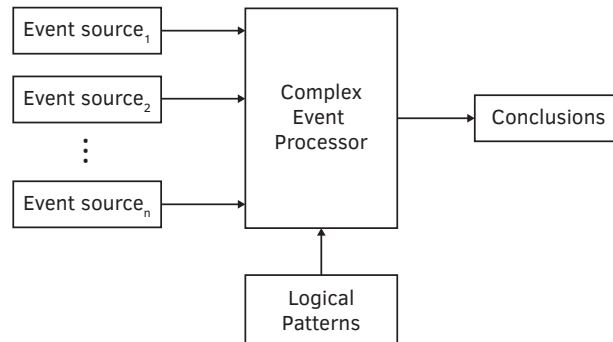 Event source1
Event source2
Event sourcen
Complex
Event
Processor
Conclusions
Logical
Patterns